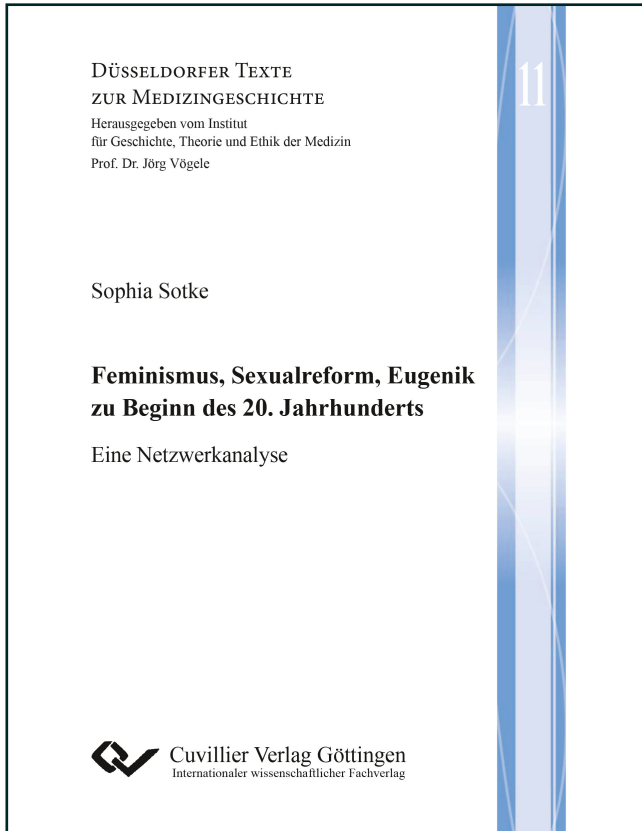 Düsseldorfer Texte
zur Medizingeschichte
Herausgegeben vom Institut
für Geschichte, Theorie und Ethik der Medizin
Prof. Dr. Jörg Vögele
11
Sophia Sotke
Feminismus, Sexualreform, Eugenik
zu Beginn des 20. Jahrhunderts
Eine Netzwerkanalyse
Cuvillier Verlag Göttingen
Internationaler wissenschaftlicher Fachverlag